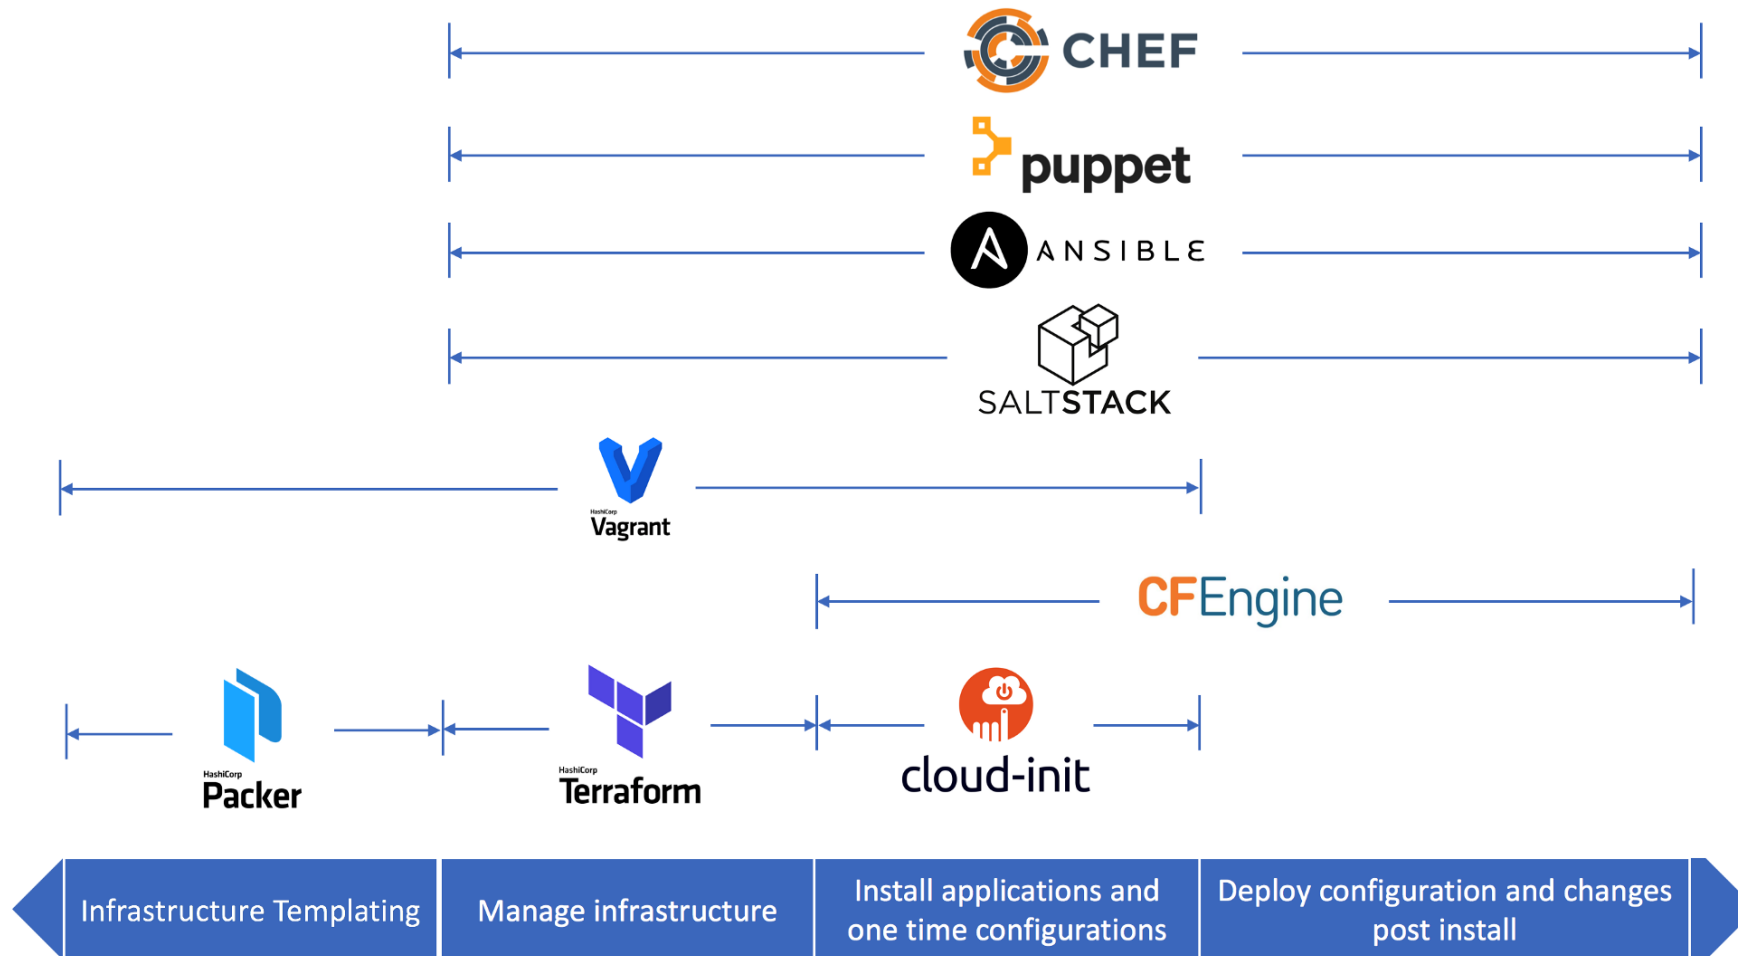 CHEF
puppet
ANSIBLE
SALTSTACK
HashiCorp
Vagrant
CFEngine
HashiCorp
Packer
HashiCorp
Terraform
cloud-init
Infrastructure Templating
Manage infrastructure
Install applications and
one time configurations
Deploy configuration and changes
post install